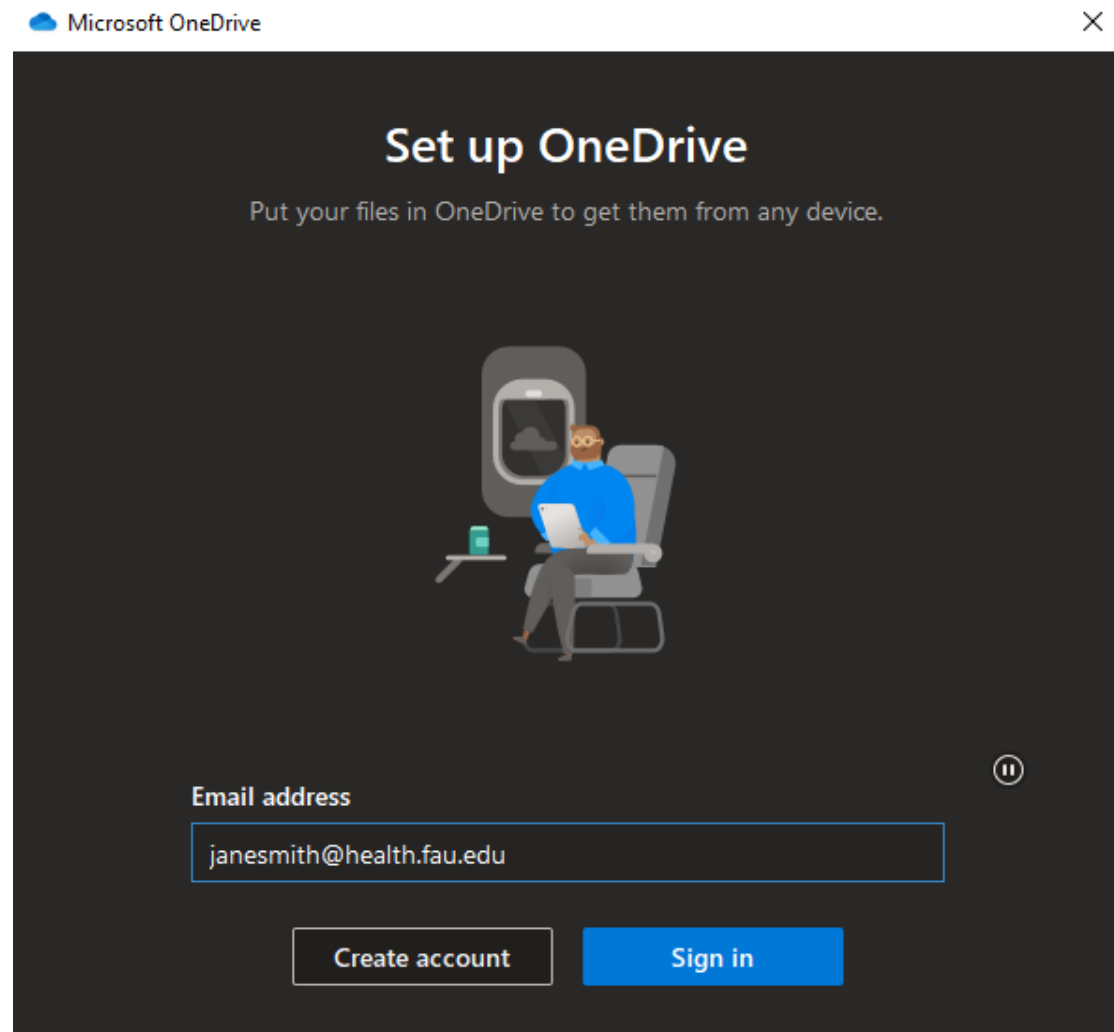 Microsoft OneDrive
Set up OneDrive
Put your files in OneDrive to get them from any device.
Email address
janesmith@health.fau.edu
Create account
Sign in